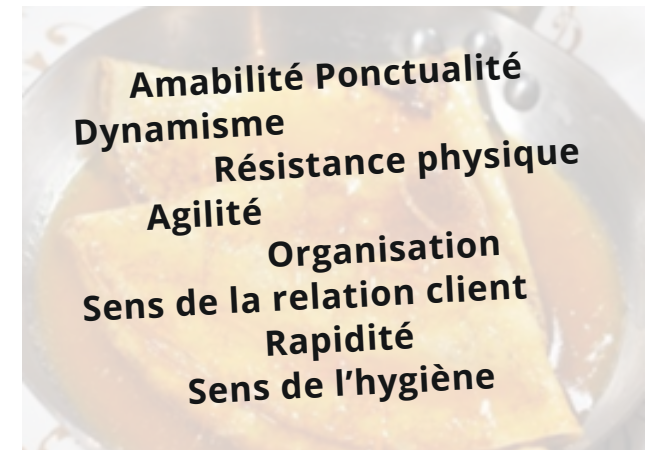 Amabilité Ponctualité
Dynamisme
Résistance physique
Agilité
Organisation
Sens de la relation client
Rapidité
Sens de l’hygiène